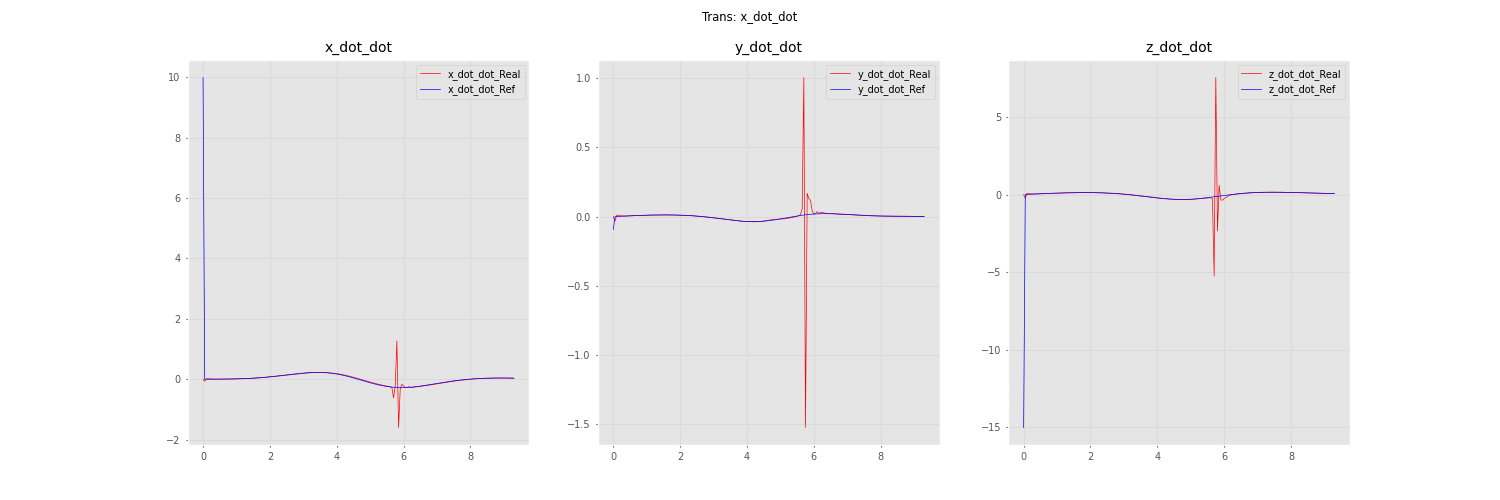 Trans: x_dot_dot
x_dot_dot
x_dot_dot_Real
x_dot_dot_Ref
10
8
6
4
2
0
−2
0 2 4 6 8
y_dot_dot
y_dot_dot_Real
y_dot_dot_Ref
1.0
0.5
0.0
−0.5
−1.0
−1.5
0 2 4 6 8
z_dot_dot
z_dot_dot_Real
z_dot_dot_Ref
5
0
−5
−10
−15
0 2 4 6 8